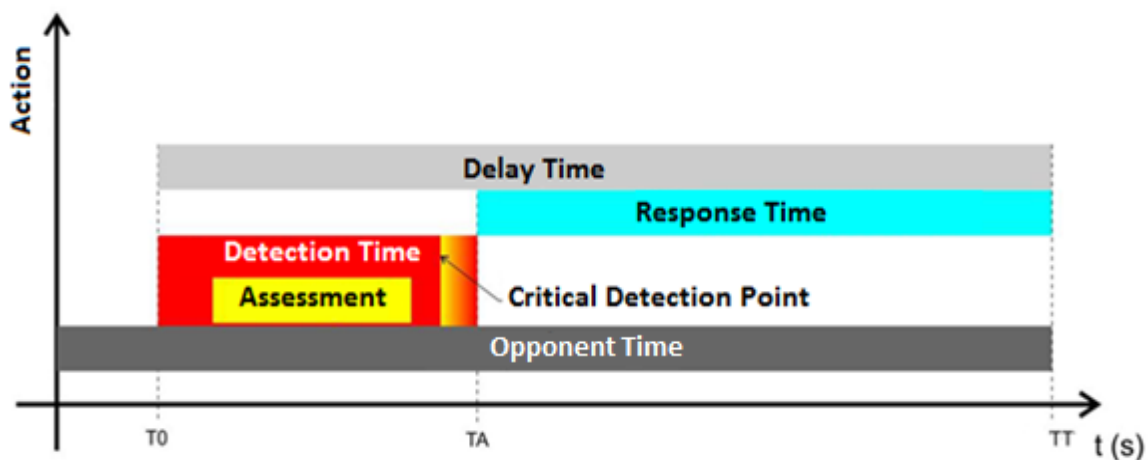 Action
Delay Time
Response Time
Detection Time
Assessment
Critical Detection Point
Opponent Time
T0
TA
TT
t (s)